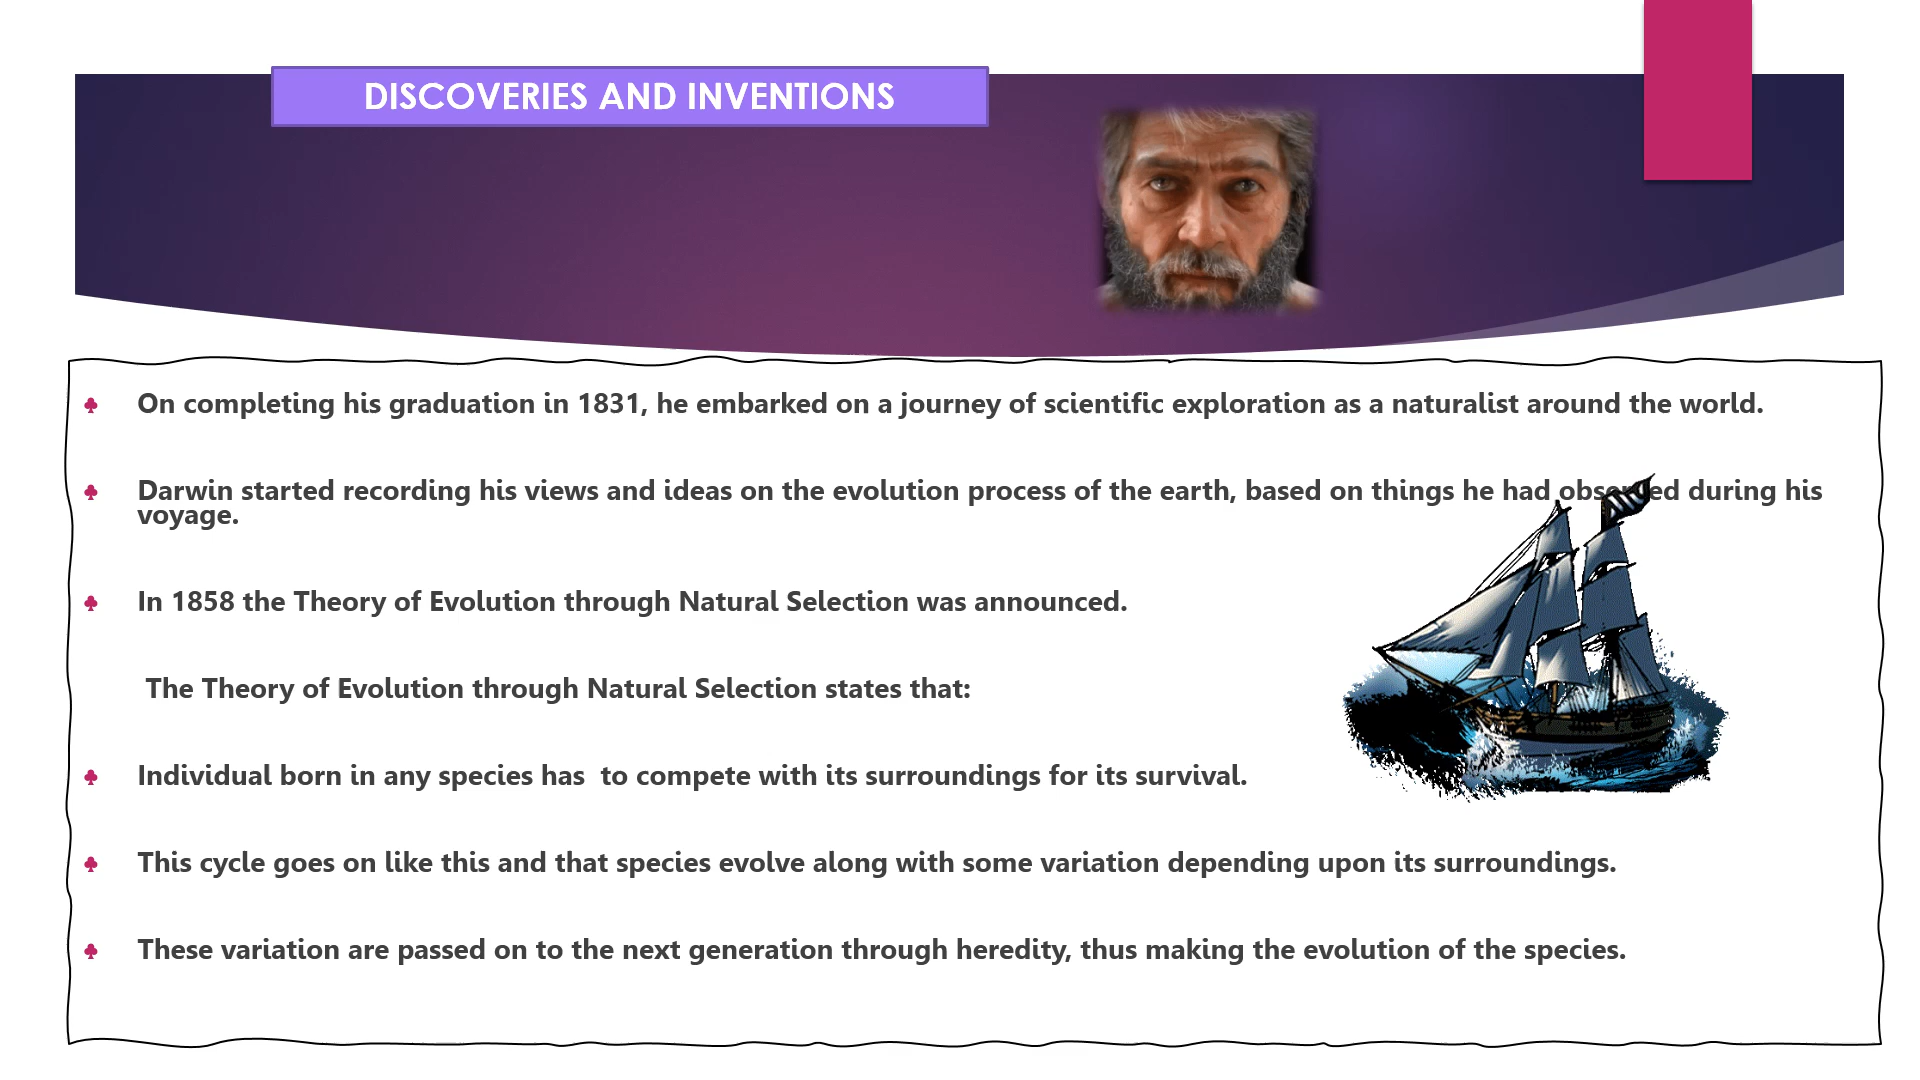 DISCOVERIES AND INVENTIONS
On completing his graduation in 1831, he embarked on a journey of scientific exploration as a naturalist around the world.
Darwin started recording his views and ideas on the evolution process of the earth, based on things he had during his
voyage.
In 1858 the Theory of Evolution through Natural Selection was announced.
The Theory of Evolution through Natural Selection states that:
Individual born in any species has  to compete with its surroundings for its survival.
This cycle goes on like this and that species evolve along with some variation depending upon its surroundings.
These variation are passed on to the next generation through heredity, thus making the evolution of the species.